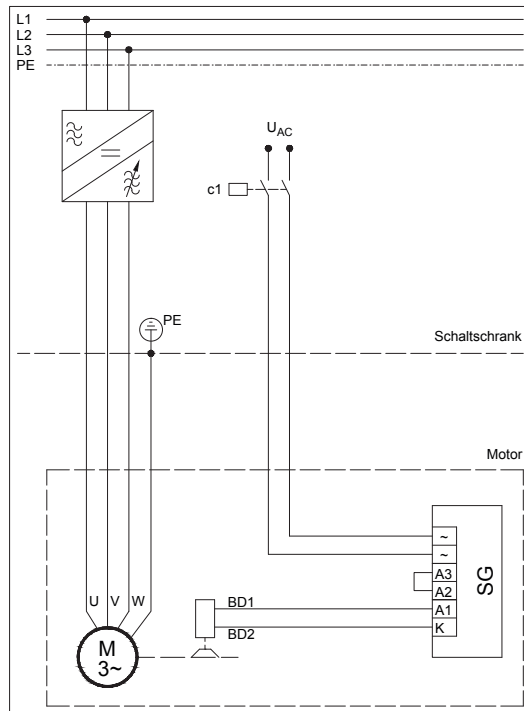 L1
L2
L3
PE
U_AC
c1
PE
Schaltschrank
Motor
~
~
A3
A2
A1
K
SG
BD1
BD2
U V W
M
3~